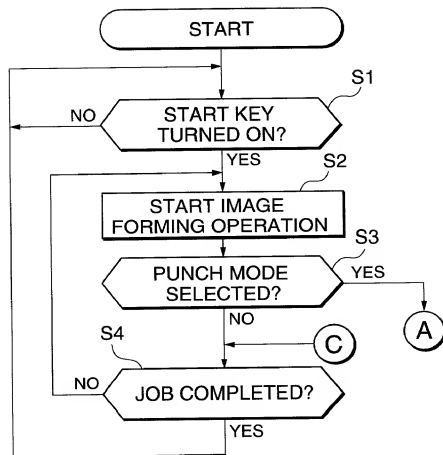 START
S1
NO
START KEY
TURNED ON?
YES
S2
START IMAGE
FORMING OPERATION
S3
PUNCH MODE
SELECTED?
YES
NO
A
C
S4
NO
JOB COMPLETED?
YES